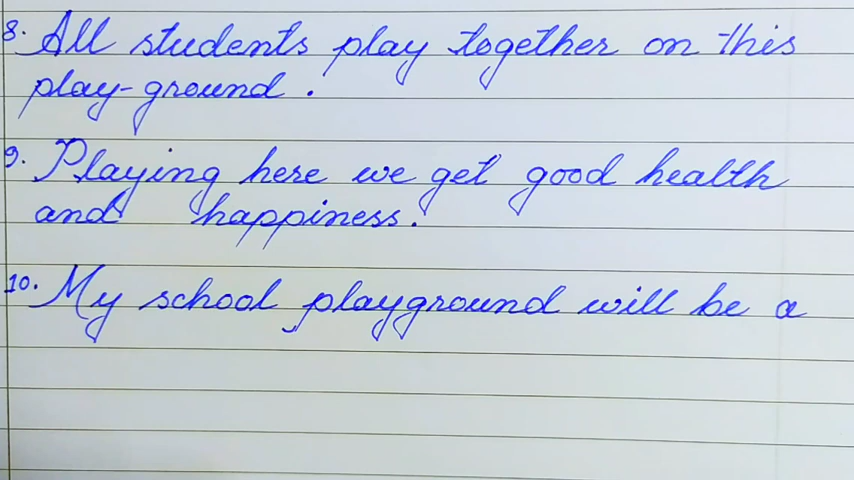 8. All students play together on this
play-ground.
9. Playing here we get good health
and happiness.
10. My school playground will be a